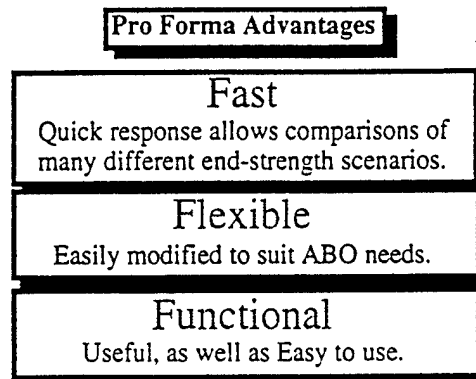 Pro Forma Advantages
Fast
Quick response allows comparisons of
many different end-strength scenarios.
Flexible
Easily modified to suit ABO needs.
Functional
Useful, as well as Easy to use.